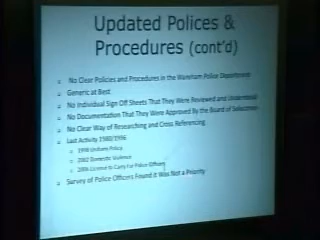 Updated Polices &
Procedures (cont'd)
No Clear Policies and Procedures in the Wareham Police Department
Generic at Best
No Individual Sign Off Sheets That They Were Reviewed and Understood
No Documentation That They Were Approved By the Board of Selectmen
No Clear Way of Researching and Cross Referencing
Last Activity 1980/1996
1998 Uniform Policy
2002 Domestic Violence
2006 License to Carry For Police Officers
Survey of Police Officers Found it Was Not a Priority